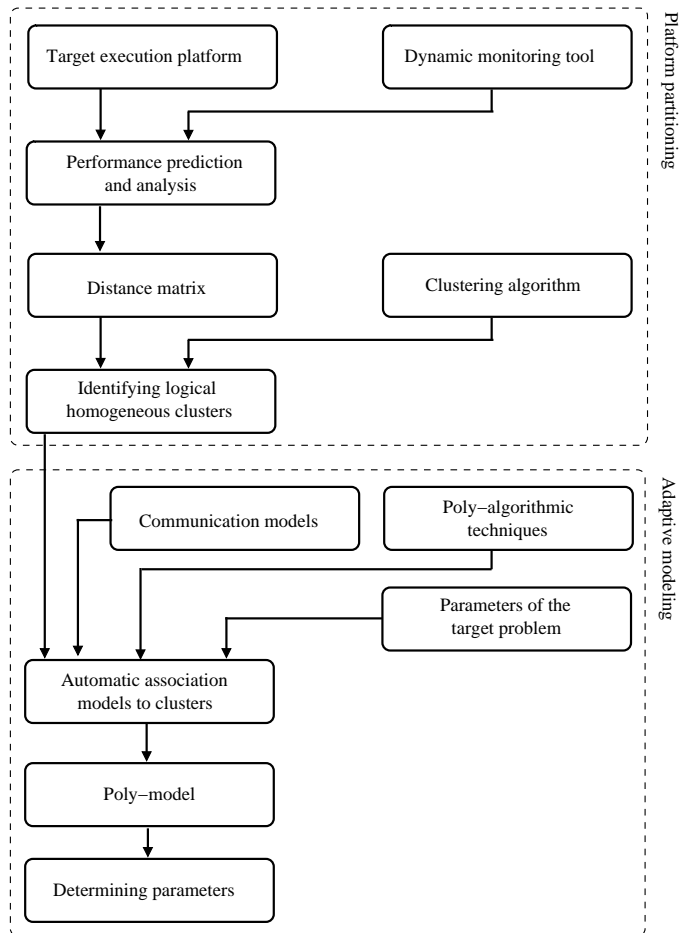 Target execution platform
Dynamic monitoring tool
Performance prediction
and analysis
Distance matrix
Clustering algorithm
Identifying logical
homogeneous clusters
Platform partitioning
Communication models
Poly−algorithmic
techniques
Parameters of the
target problem
Automatic association
models to clusters
Poly−model
Determining parameters
Adaptive modeling